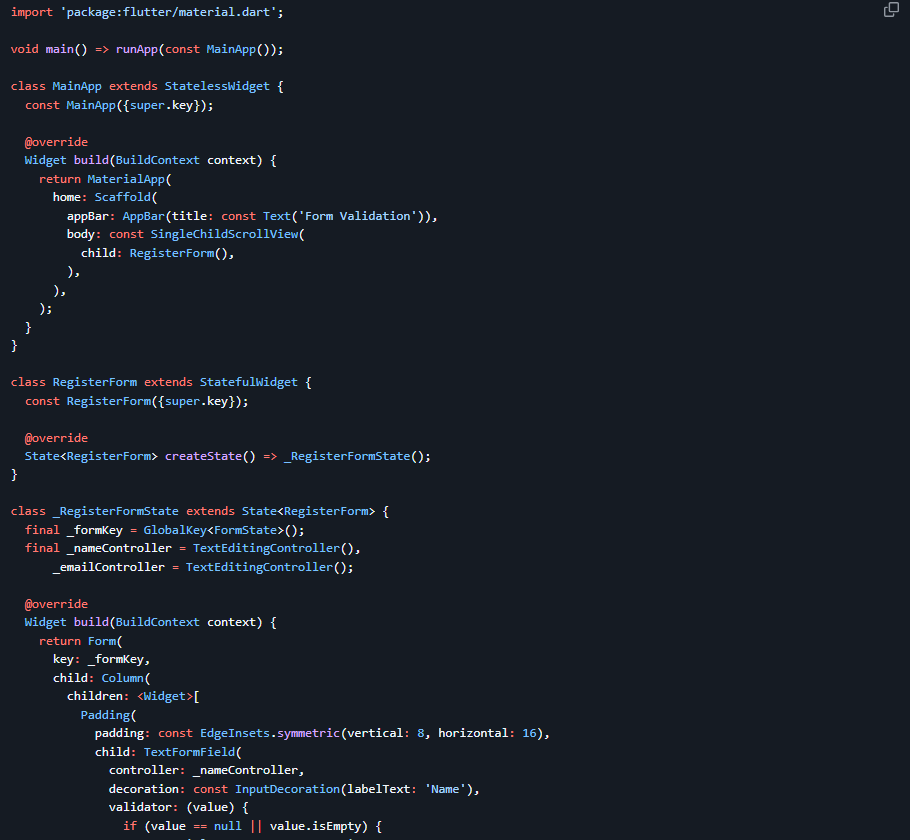 import 'package:flutter/material.dart';

void main() => runApp(const MainApp());

class MainApp extends StatelessWidget {
  const MainApp({super.key});

  @override
  Widget build(BuildContext context) {
    return MaterialApp(
      home: Scaffold(
        appBar: AppBar(title: const Text('Form Validation')),
        body: const SingleChildScrollView(
          child: RegisterForm(),
        ),
      ),
    );
  }
}

class RegisterForm extends StatefulWidget {
  const RegisterForm({super.key});

  @override
  State<RegisterForm> createState() => _RegisterFormState();
}

class _RegisterFormState extends State<RegisterForm> {
  final _formKey = GlobalKey<FormState>();
  final _nameController = TextEditingController(),
      _emailController = TextEditingController();

  @override
  Widget build(BuildContext context) {
    return Form(
      key: _formKey,
      child: Column(
        children: <Widget>[
          Padding(
            padding: const EdgeInsets.symmetric(vertical: 8, horizontal: 16),
            child: TextFormField(
              controller: _nameController,
              decoration: const InputDecoration(labelText: 'Name'),
              validator: (value) {
                if (value == null || value.isEmpty) {